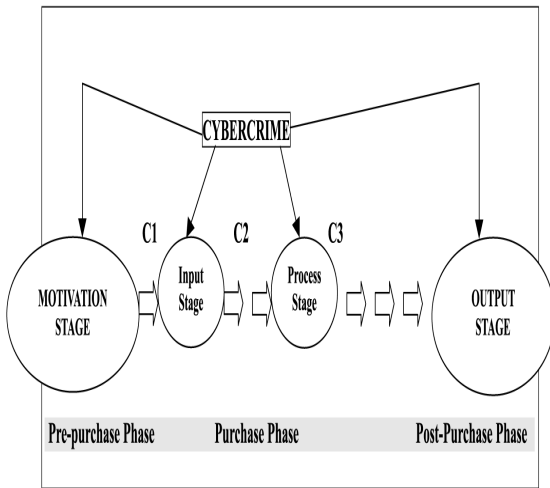 CYBERCRIME
C1
C2
C3
MOTIVATION
STAGE
Input
Stage
Process
Stage
OUTPUT
STAGE
Pre-purchase Phase
Purchase Phase
Post-Purchase Phase